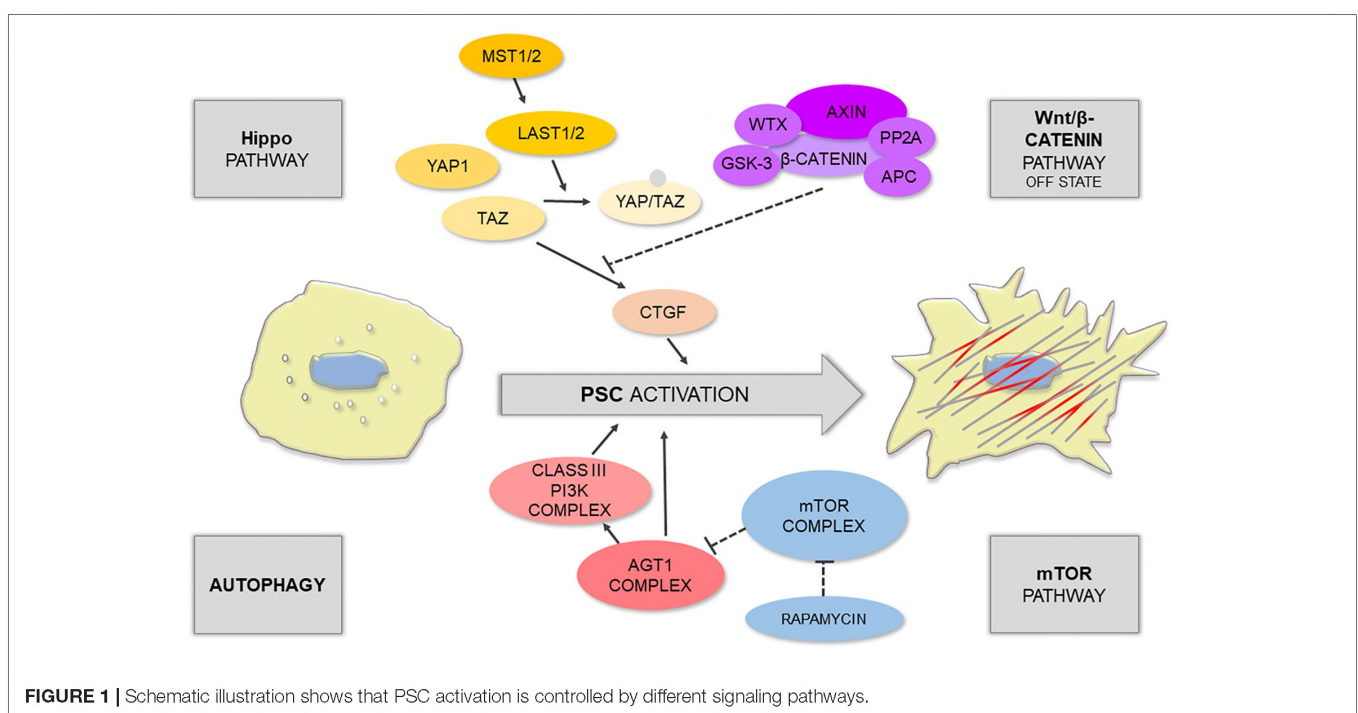 MST1/2
LAST1/2
YAP1
TAZ
YAP/TAZ
Hippo
PATHWAY
AXIN
WTX
PP2A
GSK-3
β-CATENIN
APC
Wnt/β-
CATENIN
PATHWAY
OFF STATE
CTGF
PSC ACTIVATION
CLASS III
PI3K
COMPLEX
mTOR
COMPLEX
AGT1
COMPLEX
RAPAMYCIN
AUTOPHAGY
mTOR
PATHWAY
FIGURE 1 | Schematic illustration shows that PSC activation is controlled by different signaling pathways.